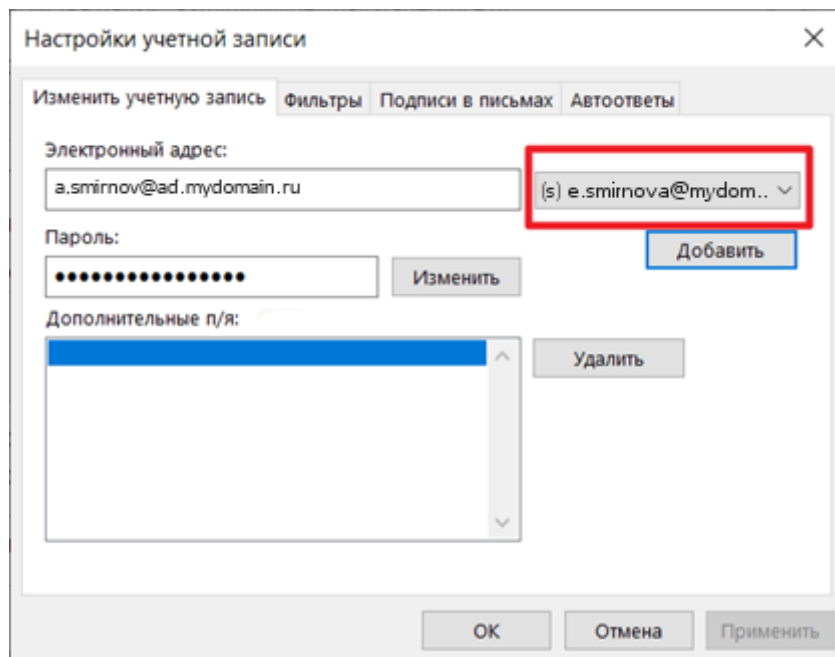 Настройки учетной записи
Изменить учетную запись Фильтры Подписи в письмах Автоответы
Электронный адрес:
a.smirnov@ad.mydomain.ru (s) e.smirnova@mydom..
Пароль: Добавить
●●●●●●●●●●●●●●●● Изменить
Дополнительные п/я:
Удалить
ОК Отмена Применить